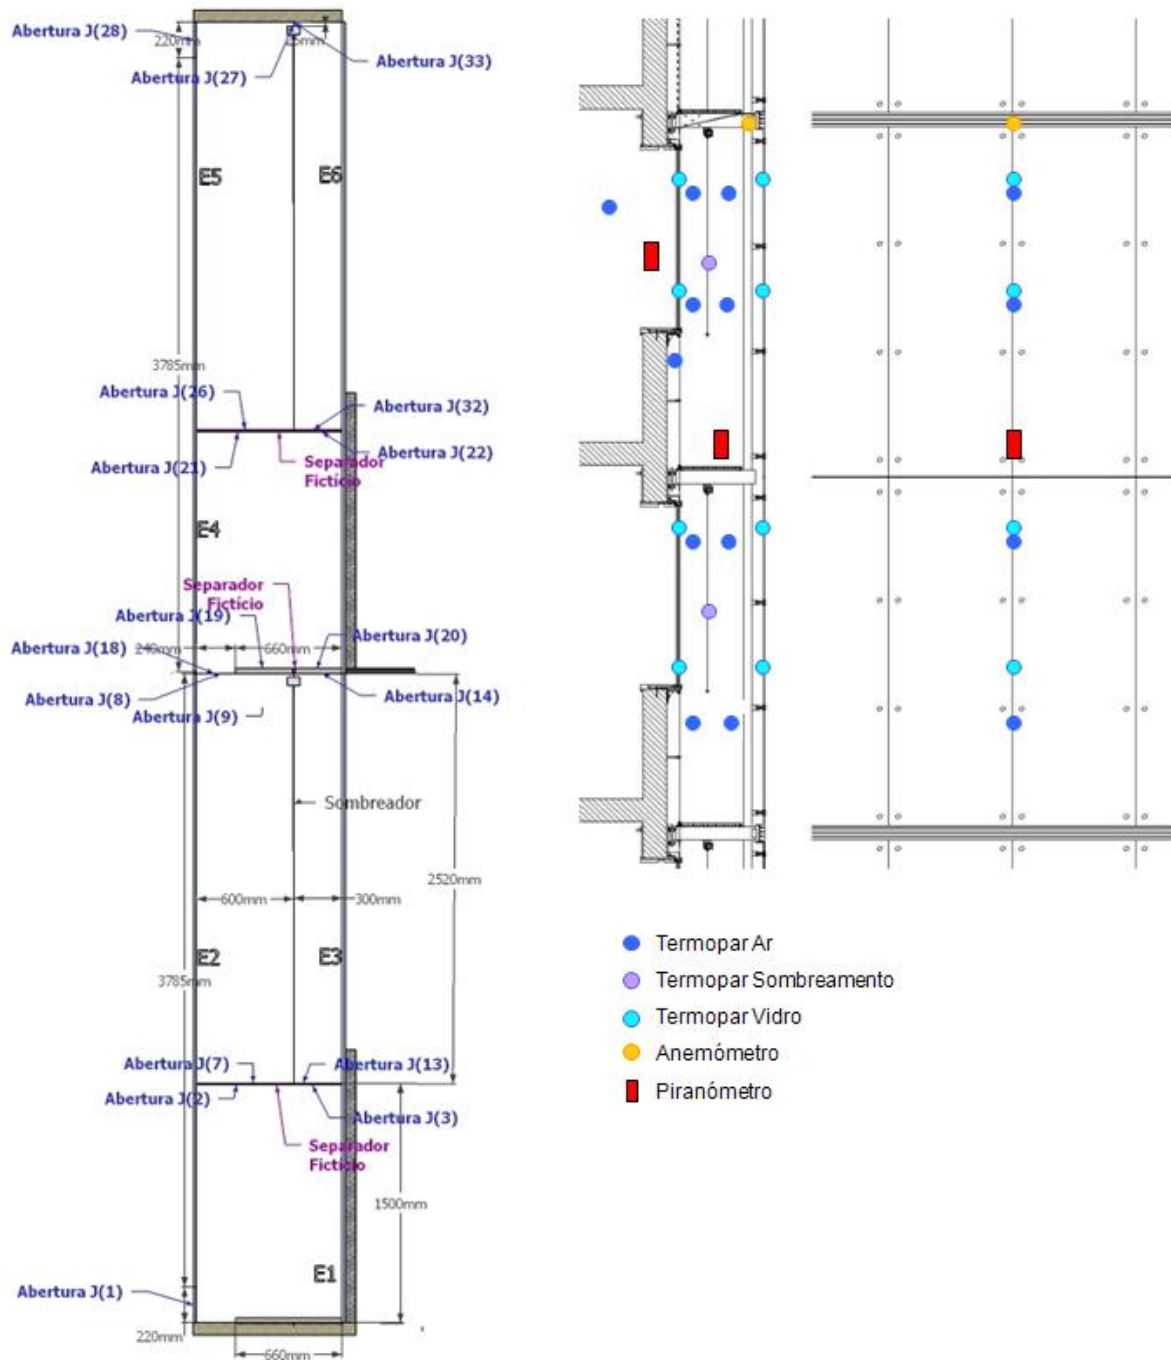 Abertura J(28)
220mm
25mm
Abertura J(33)
Abertura J(27)
E5
E6
3785mm
Abertura J(26)
Abertura J(32)
Abertura J(21)
Abertura J(22)
Separador
Fictício
E4
Separador
Fictício
Abertura J(19)
Abertura J(20)
Abertura J(18)
240mm
660mm
Abertura J(8)
Abertura J(14)
Abertura J(9)
Sombreador
2520mm
600mm
300mm
E2
E3
3785mm
Abertura J(7)
Abertura J(13)
Abertura J(2)
Abertura J(3)
Separador
Fictício
1500mm
E1
Abertura J(1)
220mm
660mm
Termopar Ar
Termopar Sombreamento
Termopar Vidro
Anemómetro
Piranómetro